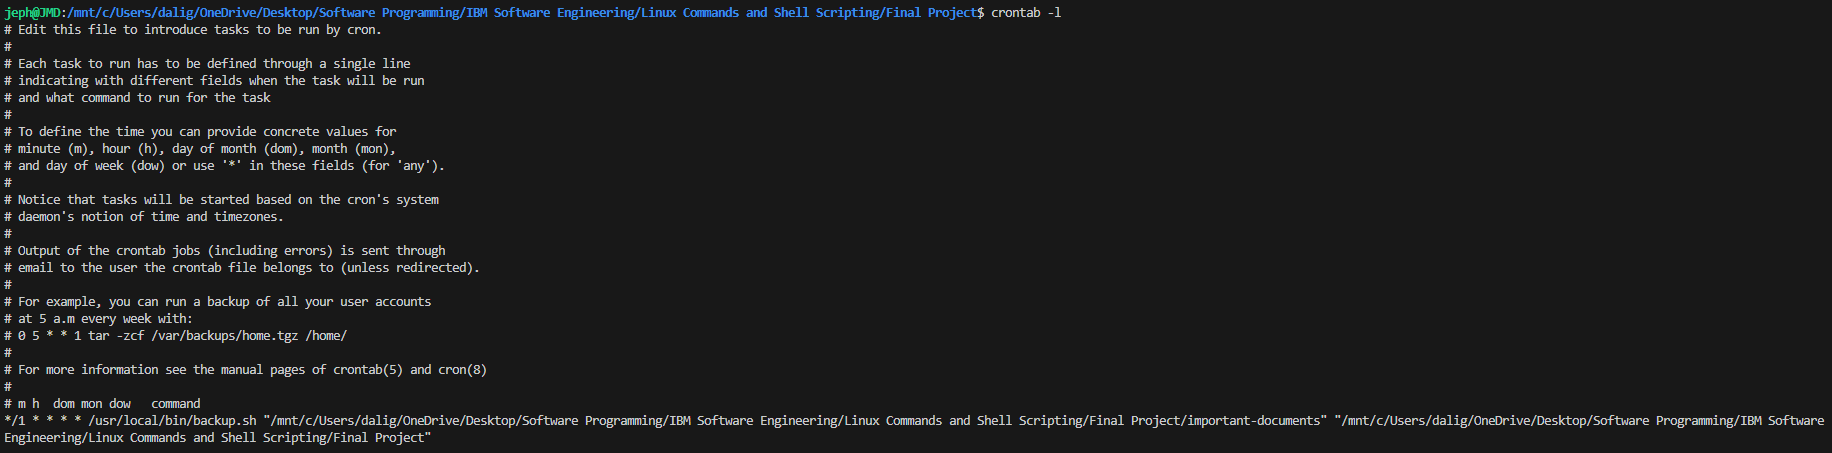 jeph@JMD:/mnt/c/Users/dalig/OneDrive/Desktop/Software Programming/IBM Software Engineering/Linux Commands and Shell Scripting/Final Project$ crontab -l
# Edit this file to introduce tasks to be run by cron.
#
# Each task to run has to be defined through a single line
# indicating with different fields when the task will be run
# and what command to run for the task
#
# To define the time you can provide concrete values for
# minute (m), hour (h), day of month (dom), month (mon),
# and day of week (dow) or use '*' in these fields (for 'any').
#
# Notice that tasks will be started based on the cron's system
# daemon's notion of time and timezones.
#
# Output of the crontab jobs (including errors) is sent through
# email to the user the crontab file belongs to (unless redirected).
#
# For example, you can run a backup of all your user accounts
# at 5 a.m every week with:
# 0 5 * * 1 tar -zcf /var/backups/home.tgz /home/
#
# For more information see the manual pages of crontab(5) and cron(8)
#
# m h  dom mon dow   command
*/1 * * * * /usr/local/bin/backup.sh "/mnt/c/Users/dalig/OneDrive/Desktop/Software Programming/IBM Software Engineering/Linux Commands and Shell Scripting/Final Project/important-documents" "/mnt/c/Users/dalig/OneDrive/Desktop/Software Programming/IBM Software
Engineering/Linux Commands and Shell Scripting/Final Project"